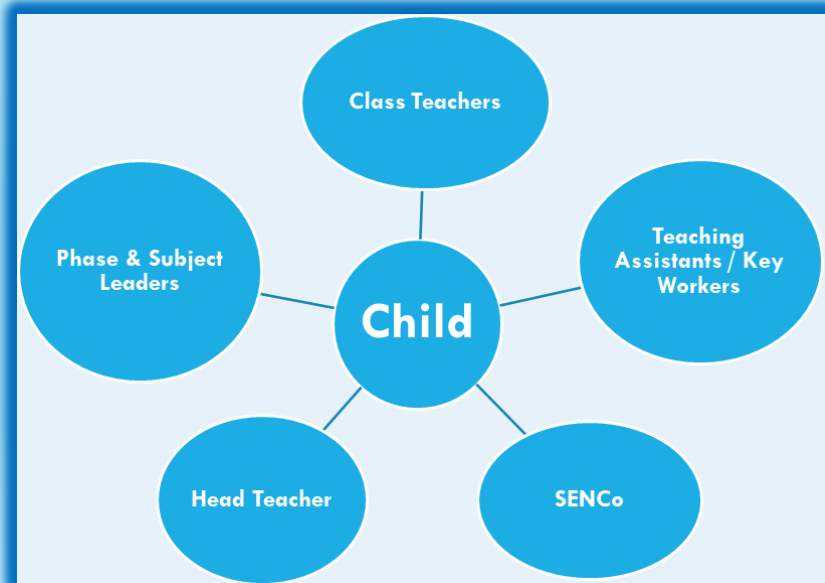 Class Teachers
Phase & Subject
Leaders
Teaching
Assistants / Key
Workers
Child
Head Teacher
SENCo